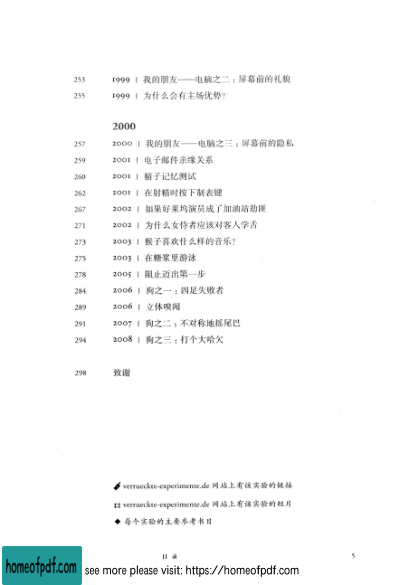 253 1999 | 我的朋友——电脑之二：屏幕前的礼貌
255 1999 | 为什么会有主场优势？
2000
257 2000 | 我的朋友——电脑之三：屏幕前的隐私
259 2001 | 电子邮件亲缘关系
260 2001 | 精子记忆测试
262 2001 | 在射精时按下制表键
267 2002 | 如果好莱坞演员成了加油站劫匪
271 2002 | 为什么女侍者应该对客人学舌
273 2003 | 猴子喜欢什么样的音乐？
275 2003 | 在糖浆里游泳
278 2005 | 阻止迈出第一步
284 2006 | 狗之一：四足失败者
289 2006 | 立体嗅闻
291 2007 | 狗之二：不对称地摇尾巴
294 2008 | 狗之三：打个大哈欠
298 致谢
verrueckte-experimente.de 网站上有该实验的链接
verrueckte-experimente.de 网站上有该实验的短片
◆ 每个实验的主要参考书目
目 录 5
homeofpdf.com see more please visit: https://homeofpdf.com